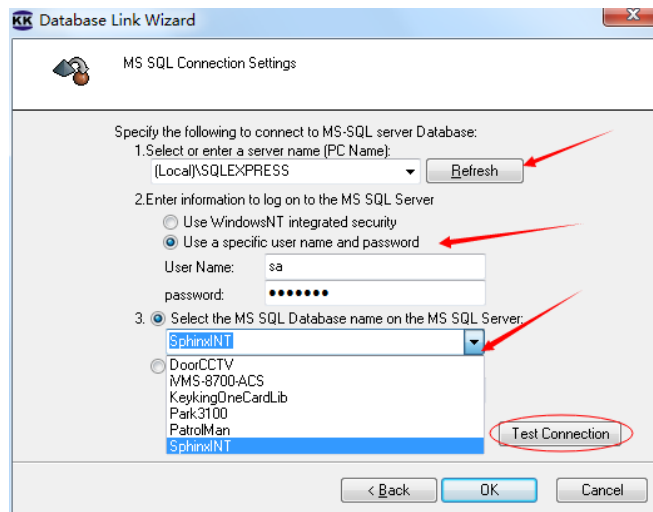 KK Database Link Wizard
MS SQL Connection Settings
Specify the following to connect to MS-SQL server Database:
1.Select or enter a server name (PC Name):
(Local)\SQLEXPRESS
Refresh
2.Enter information to log on to the MS SQL Server
Use WindowsNT integrated security
Use a specific user name and password
User Name: sa
password: •••••••
3. Select the MS SQL Database name on the MS SQL Server:
SphinxINT
DoorCCTV
iVMS-8700-ACS
KeykingOneCardLib
Park3100
PatrolMan
SphinxINT
Test Connection
< Back OK Cancel